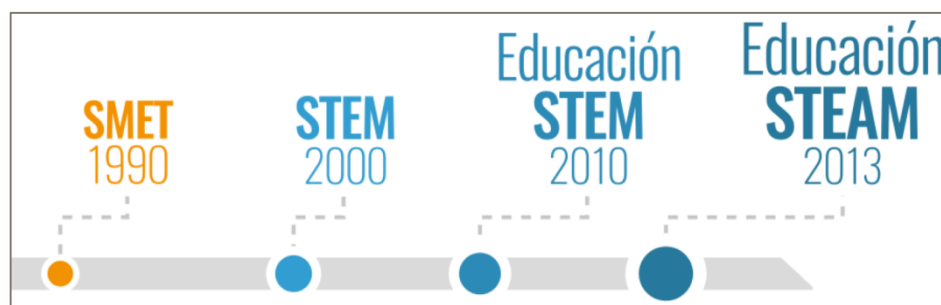 SMET
1990
STEM
2000
Educación
STEM
2010
Educación
STEAM
2013